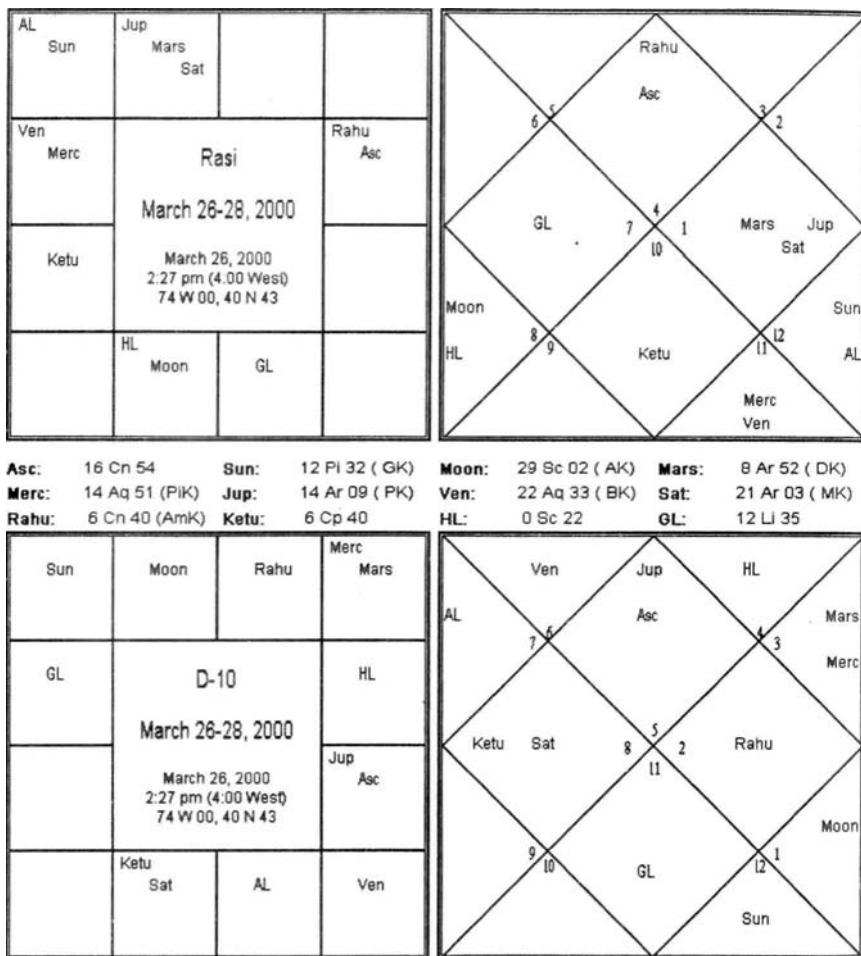 AL
Sun
Jup
Mars
Sat
Ven
Merc
Rasi
March 26-28, 2000
March 26, 2000
2:27 pm (4:00 West)
74 W 00, 40 N 43
Rahu
Asc
Ketu
HL
Moon
GL
Rahu
Asc
5
6
3
2
GL
4
7 1
10
Mars Jup
Sat
Moon
HL
8
9
Ketu
12
11
Sun
AL
Merc
Ven
Asc: 16 Cn 54 Sun: 12 Pi 32 ( GK) Moon: 29 Sc 02 ( AK) Mars: 8 Ar 52 ( DK)
Merc: 14 Aq 51 (PiK) Jup: 14 Ar 09 ( PK) Ven: 22 Aq 33 ( BK) Sat: 21 Ar 03 ( MK)
Rahu: 6 Cn 40 (AmK) Ketu: 6 Cp 40 HL: 0 Sc 22 GL: 12 Li 35
Sun
Moon
Rahu
Merc
Mars
GL
D-10
March 26-28, 2000
March 26, 2000
2:27 pm (4:00 West)
74 W 00, 40 N 43
HL
Jup
Asc
Ketu
Sat
AL
Ven
Ven
Jup
HL
AL
Asc
Mars
6
7
4
3
Merc
Ketu Sat
5
8 2
11
Rahu
Moon
9
10
GL
1
12
Sun